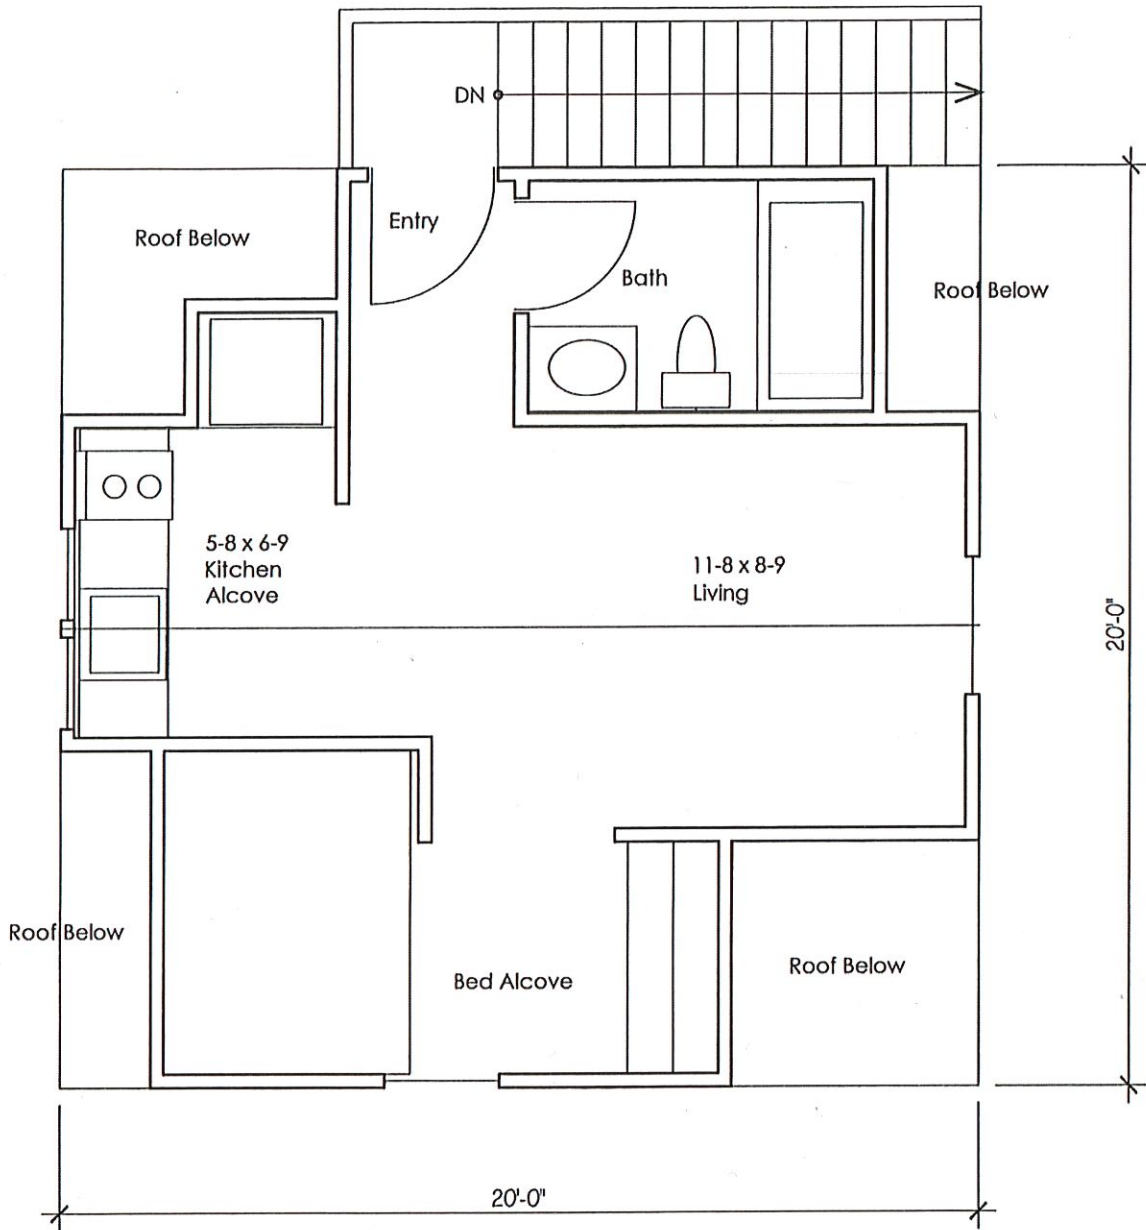 DN
Entry
Roof Below
Bath
Roof Below
5-8 x 6-9
Kitchen
Alcove
11-8 x 8-9
Living
20'-0"
Roof Below
Bed Alcove
Roof Below
20'-0"